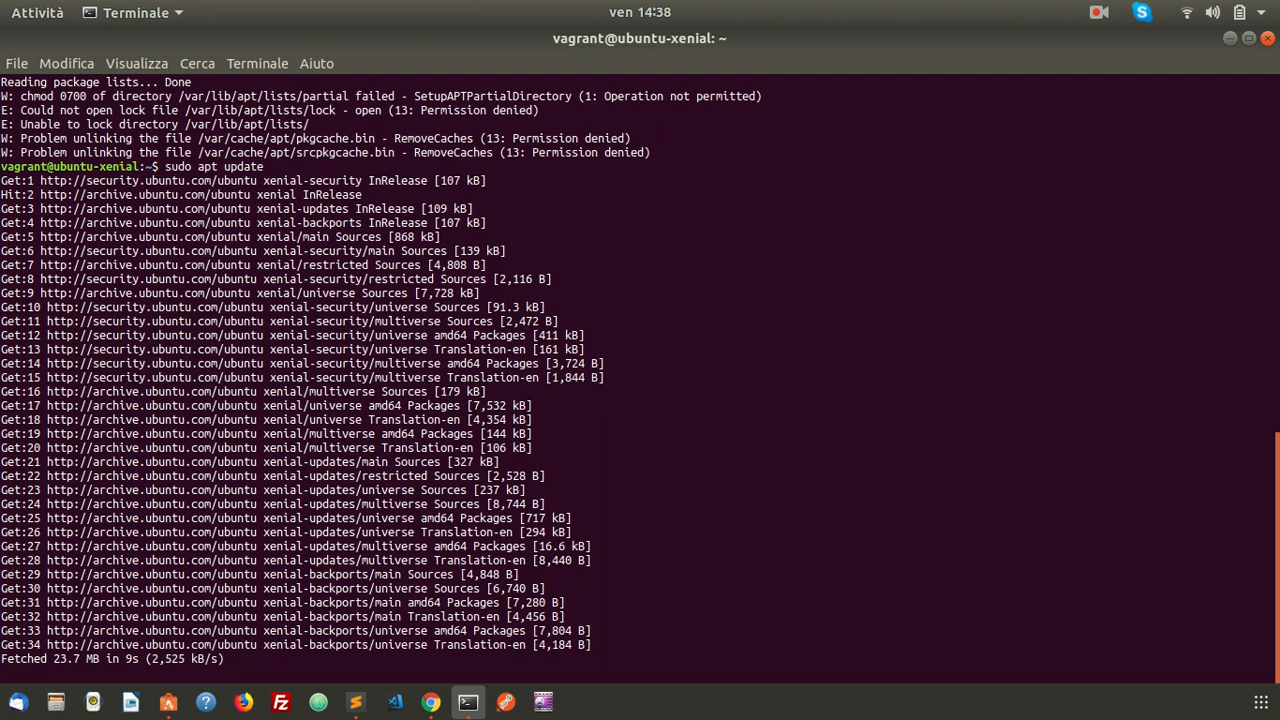 Attività
Terminale
ven 14:38
vagrant@ubuntu-xenial: ~
File Modifica Visualizza Cerca Terminale Aiuto
Reading package lists... Done
W: chmod 0700 of directory /var/lib/apt/lists/partial failed - SetupAPTPartialDirectory (1: Operation not permitted)
E: Could not open lock file /var/lib/apt/lists/lock - open (13: Permission denied)
E: Unable to lock directory /var/lib/apt/lists/
W: Problem unlinking the file /var/cache/apt/pkgcache.bin - RemoveCaches (13: Permission denied)
W: Problem unlinking the file /var/cache/apt/srcpkgcache.bin - RemoveCaches (13: Permission denied)
vagrant@ubuntu-xenial:~$ sudo apt update
Get:1 http://security.ubuntu.com/ubuntu xenial-security InRelease [107 kB]
Hit:2 http://archive.ubuntu.com/ubuntu xenial InRelease
Get:3 http://archive.ubuntu.com/ubuntu xenial-updates InRelease [109 kB]
Get:4 http://archive.ubuntu.com/ubuntu xenial-backports InRelease [107 kB]
Get:5 http://archive.ubuntu.com/ubuntu xenial/main Sources [868 kB]
Get:6 http://security.ubuntu.com/ubuntu xenial-security/main Sources [139 kB]
Get:7 http://archive.ubuntu.com/ubuntu xenial/restricted Sources [4,808 B]
Get:8 http://security.ubuntu.com/ubuntu xenial-security/restricted Sources [2,116 B]
Get:9 http://archive.ubuntu.com/ubuntu xenial/universe Sources [7,728 kB]
Get:10 http://security.ubuntu.com/ubuntu xenial-security/universe Sources [91.3 kB]
Get:11 http://security.ubuntu.com/ubuntu xenial-security/multiverse Sources [2,472 B]
Get:12 http://security.ubuntu.com/ubuntu xenial-security/universe amd64 Packages [411 kB]
Get:13 http://security.ubuntu.com/ubuntu xenial-security/universe Translation-en [161 kB]
Get:14 http://security.ubuntu.com/ubuntu xenial-security/multiverse amd64 Packages [3,724 B]
Get:15 http://security.ubuntu.com/ubuntu xenial-security/multiverse Translation-en [1,844 B]
Get:16 http://archive.ubuntu.com/ubuntu xenial/multiverse Sources [179 kB]
Get:17 http://archive.ubuntu.com/ubuntu xenial/universe amd64 Packages [7,532 kB]
Get:18 http://archive.ubuntu.com/ubuntu xenial/universe Translation-en [4,354 kB]
Get:19 http://archive.ubuntu.com/ubuntu xenial/multiverse amd64 Packages [144 kB]
Get:20 http://archive.ubuntu.com/ubuntu xenial/multiverse Translation-en [106 kB]
Get:21 http://archive.ubuntu.com/ubuntu xenial-updates/main Sources [327 kB]
Get:22 http://archive.ubuntu.com/ubuntu xenial-updates/restricted Sources [2,528 B]
Get:23 http://archive.ubuntu.com/ubuntu xenial-updates/universe Sources [237 kB]
Get:24 http://archive.ubuntu.com/ubuntu xenial-updates/multiverse Sources [8,744 B]
Get:25 http://archive.ubuntu.com/ubuntu xenial-updates/universe amd64 Packages [717 kB]
Get:26 http://archive.ubuntu.com/ubuntu xenial-updates/universe Translation-en [294 kB]
Get:27 http://archive.ubuntu.com/ubuntu xenial-updates/multiverse amd64 Packages [16.6 kB]
Get:28 http://archive.ubuntu.com/ubuntu xenial-updates/multiverse Translation-en [8,440 B]
Get:29 http://archive.ubuntu.com/ubuntu xenial-backports/main Sources [4,848 B]
Get:30 http://archive.ubuntu.com/ubuntu xenial-backports/universe Sources [6,740 B]
Get:31 http://archive.ubuntu.com/ubuntu xenial-backports/main amd64 Packages [7,280 B]
Get:32 http://archive.ubuntu.com/ubuntu xenial-backports/main Translation-en [4,456 B]
Get:33 http://archive.ubuntu.com/ubuntu xenial-backports/universe amd64 Packages [7,804 B]
Get:34 http://archive.ubuntu.com/ubuntu xenial-backports/universe Translation-en [4,184 B]
Fetched 23.7 MB in 9s (2,525 kB/s)